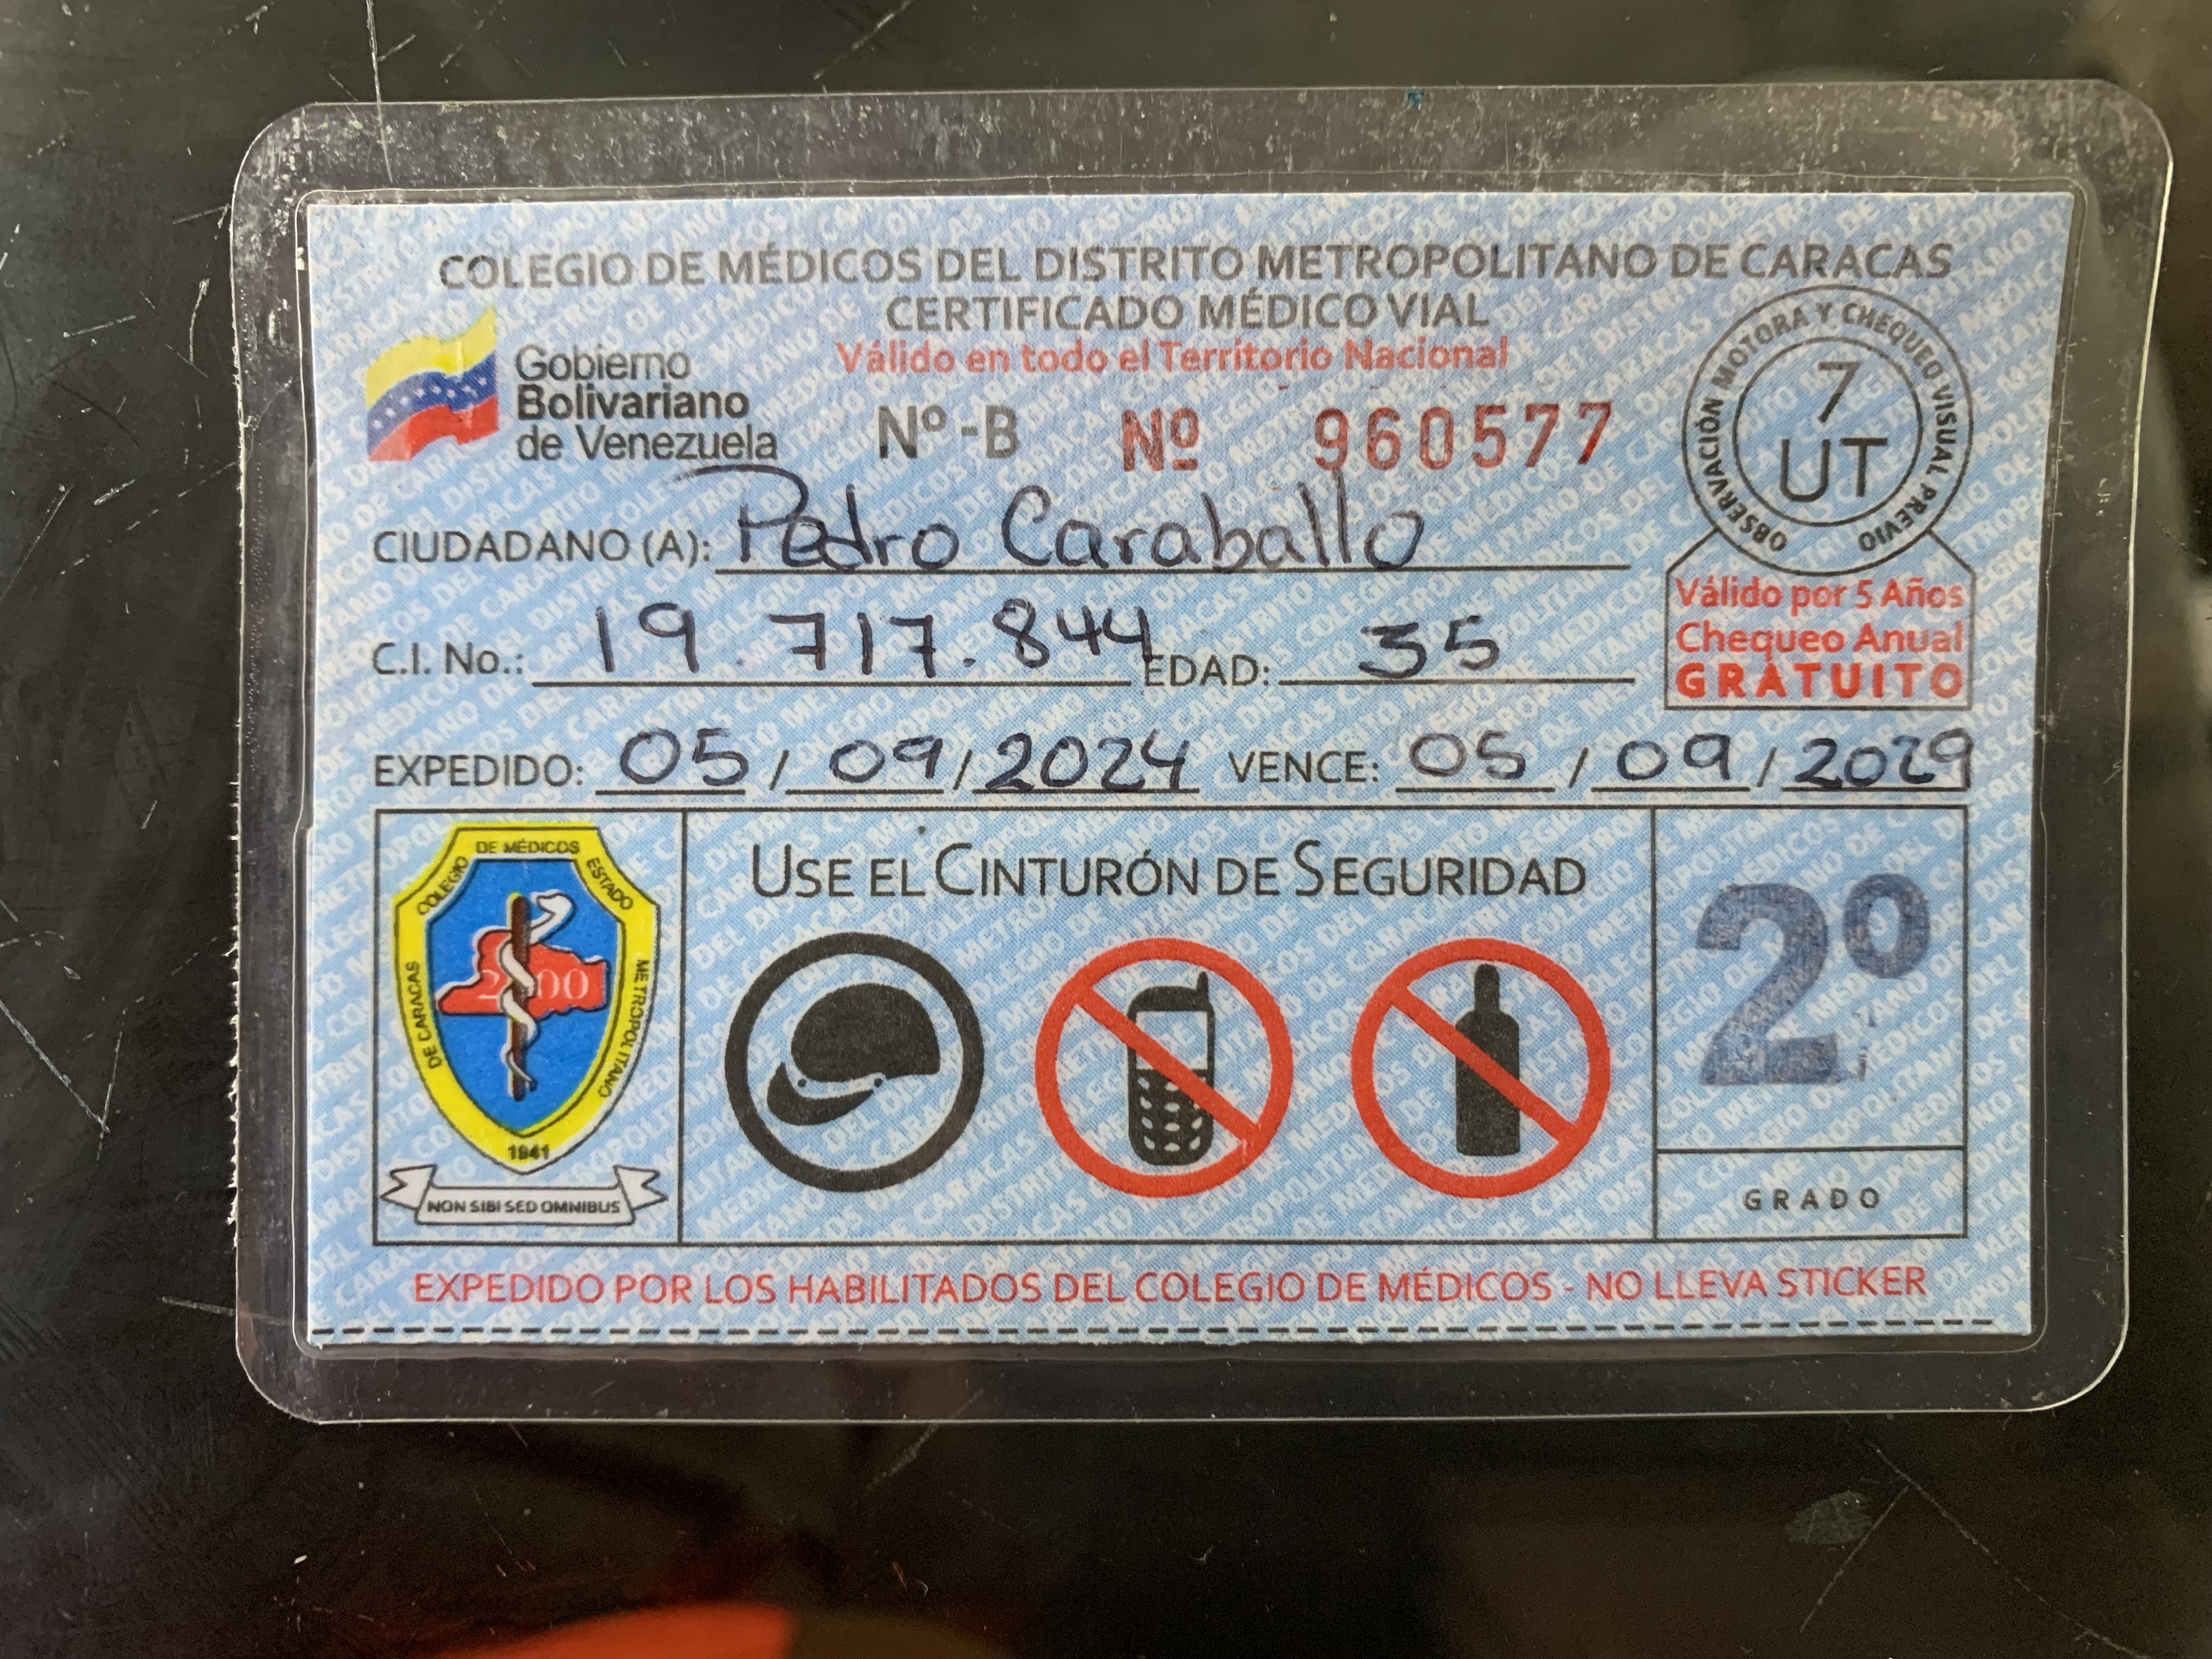 COLEGIO DE MÉDICOS DEL DISTRITO METROPOLITANO DE CARACAS
CERTIFICADO MÉDICO VIAL
Válido en todo el Territorio Nacional
Gobierno
Bolivariano
de Venezuela
Nº-B Nº 960577
OBSERVACIÓN MOTORA Y CHEQUEO VISUAL PREVIO
7
UT
CIUDADANO (A): Pedro Caraballo
Válido por 5 Años
Chequeo Anual
GRATUITO
C.I. No.: 19.717.844 EDAD: 35
EXPEDIDO: 05 / 09 / 2024 VENCE: 05 / 09 / 2029
COLEGIO DE MÉDICOS ESTADO METROPOLITANO DE CARACAS
2000
1941
NON SIBI SED OMNIBUS
USE EL CINTURÓN DE SEGURIDAD
2º
GRADO
EXPEDIDO POR LOS HABILITADOS DEL COLEGIO DE MÉDICOS - NO LLEVA STICKER